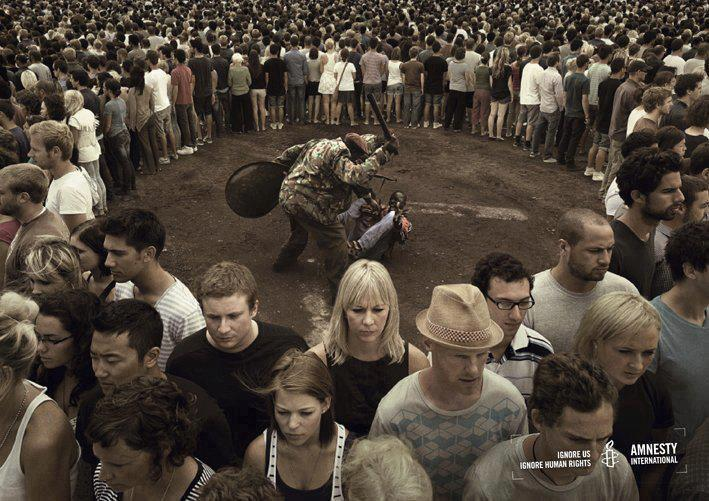 IGNORE US
IGNORE HUMAN RIGHTS
AMNESTY
INTERNATIONAL